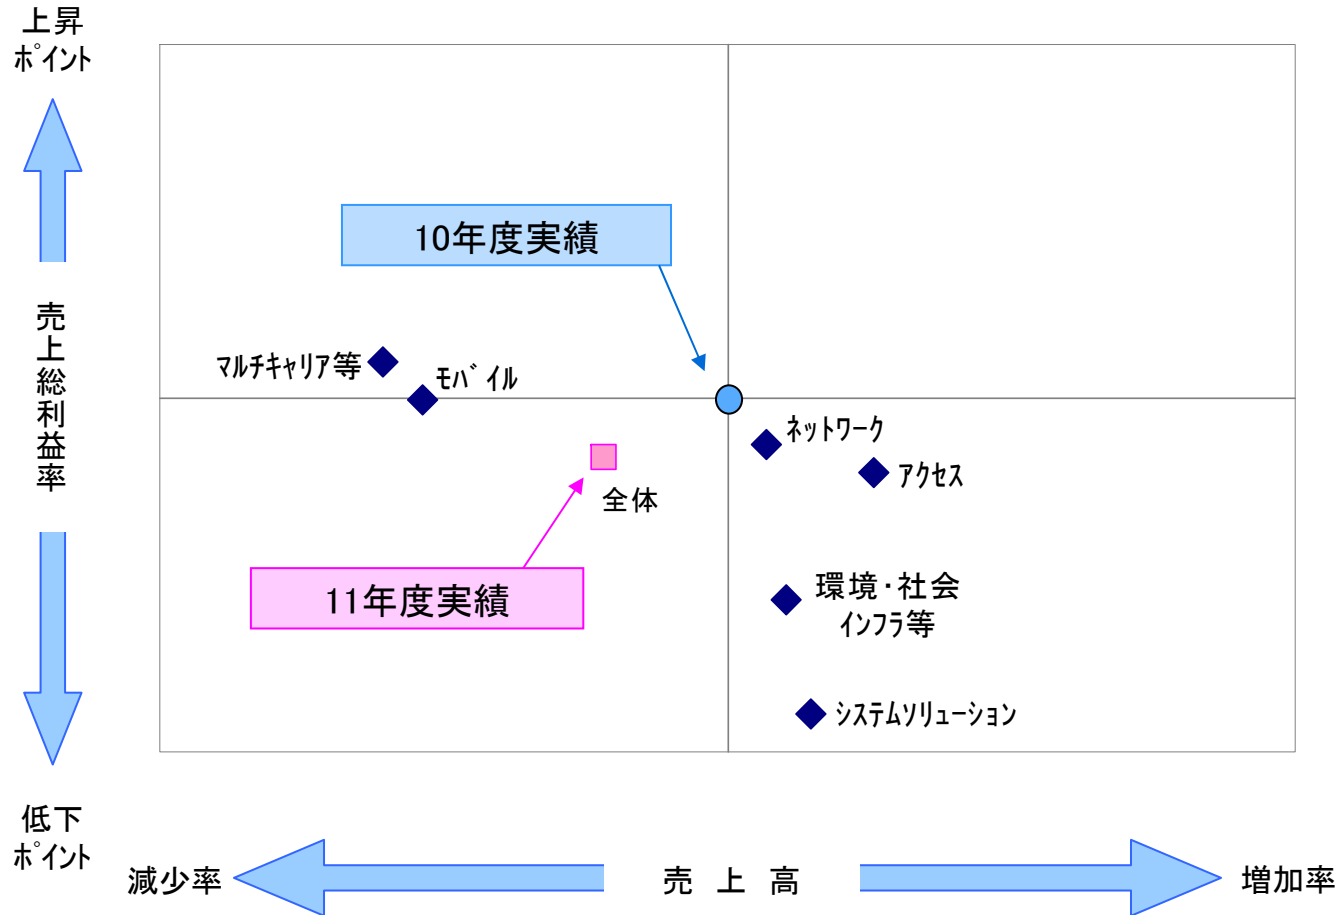 上昇
ﾎﾟｲﾝﾄ
10年度実績
売上総利益率
マルチキャリア等
ﾓﾊﾞｲﾙ
ネットワーク
アクセス
全体
11年度実績
環境・社会
インフラ等
システムソリューション
低下
ﾎﾟｲﾝﾄ
減少率
売 上 高
増加率